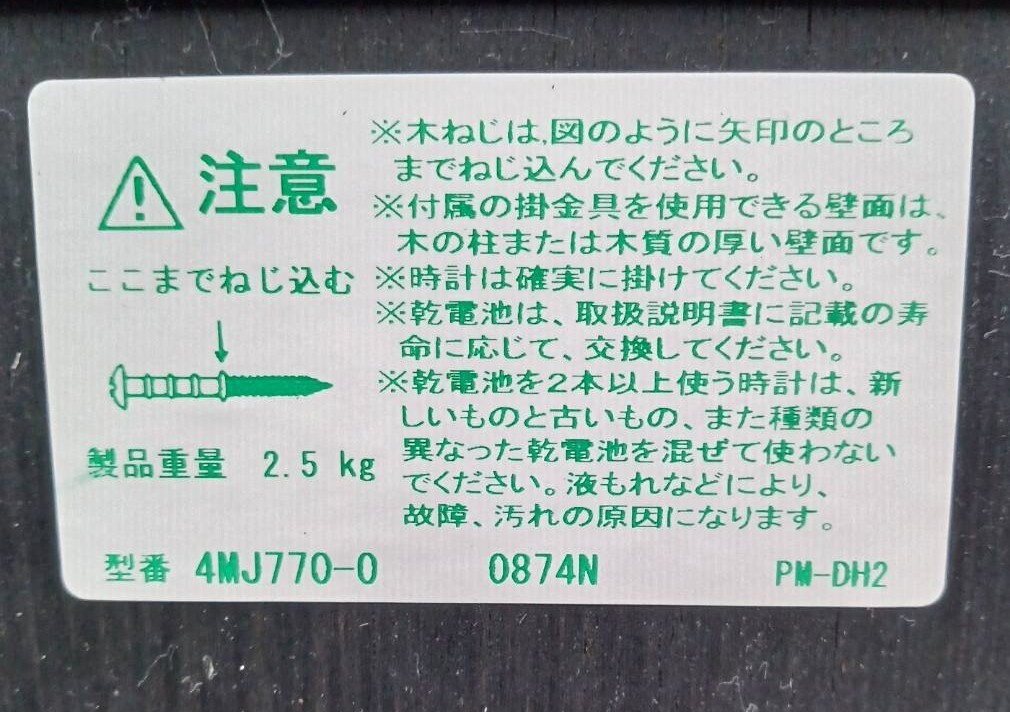 注意
ここまでねじ込む
製品重量 2.5 kg
※木ねじは,図のように矢印のところ
までねじ込んでください。
※付属の掛金具を使用できる壁面は、
木の柱または木質の厚い壁面です。
※時計は確実に掛けてください。
※乾電池は、取扱説明書に記載の寿
命に応じて、交換してください。
※乾電池を2本以上使う時計は、新
しいものと古いもの、また種類の
異なった乾電池を混ぜて使わない
でください。液もれなどにより、
故障、汚れの原因になります。
型番 4MJ770-0 0874N PM-DH2